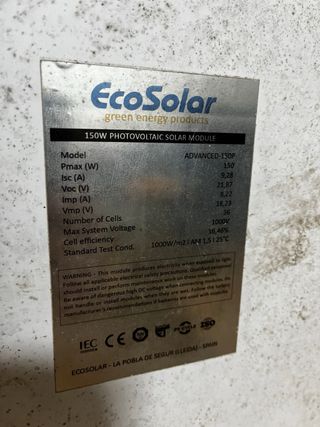 EcoSolar
green energy products
150W PHOTOVOLTAIC SOLAR MODULE
Model ADVANCED-150P
Pmax (W) 150
Isc (A) 9,28
Voc (V) 21,87
Imp (A) 8,22
Vmp (V) 18,23
Number of Cells 36
Max System Voltage 1000V
Cell efficiency 16,46%
Standard Test Cond. 1000W/m2 / AM 1,5 / 25°C
WARNING - This module produces electricity when exposed to light.
Follow all applicable electrical safety precautions. Qualified personnel
should install or perform maintenance work on these modules.
Be aware of dangerous high DC voltage when connecting modules. Do
not handle or install modules when they are wet. Follow the battery
manufacturer's recommendations if batteries are used with modules
IEC
CE
ISO
ECOSOLAR - LA POBLA DE SEGUR (LLEIDA) - SPAIN